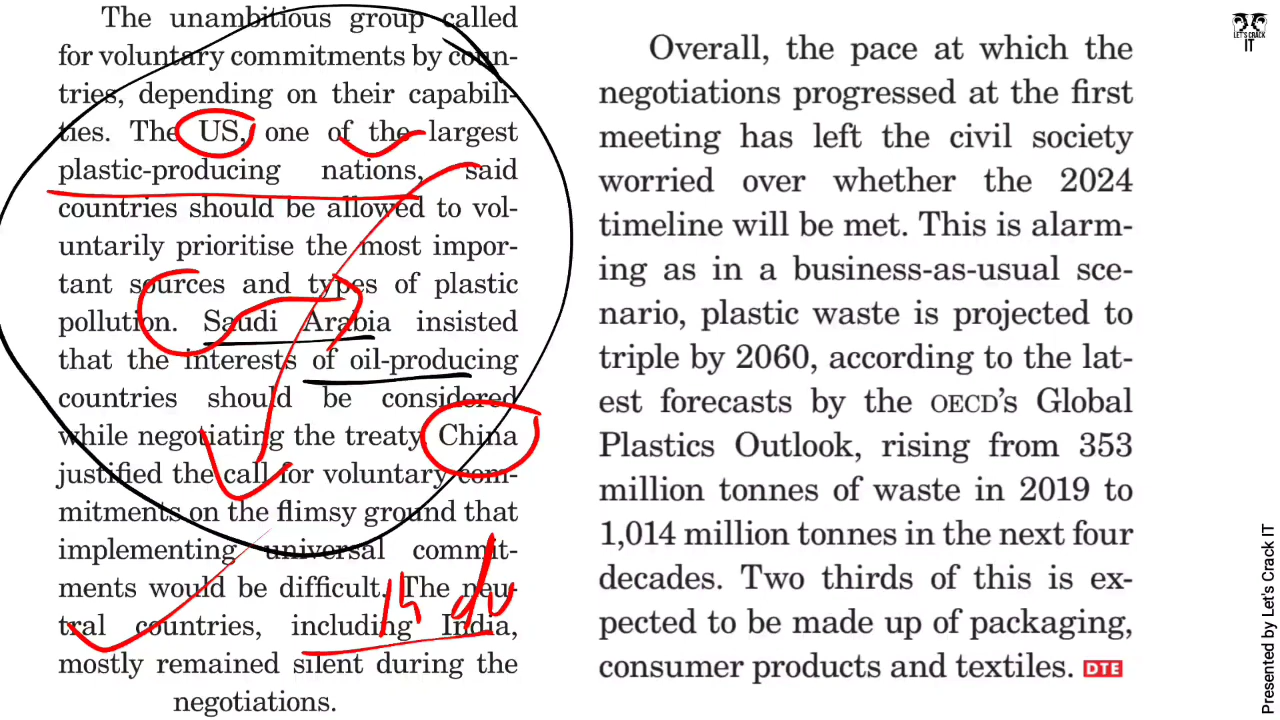 The unambitious group called
for voluntary commitments by coun-
tries, depending on their capabili-
ties. The US, one of the largest
plastic-producing nations, said
countries should be allowed to vol-
untarily prioritise the most impor-
tant sources and types of plastic
pollution. Saudi Arabia insisted
that the interests of oil-producing
countries should be considered
while negotiating the treaty. China
justified the call for voluntary com-
mitments on the flimsy ground that
implementing universal commit-
ments would be difficult. The neu-
tral countries, including India,
mostly remained silent during the
negotiations.
Overall, the pace at which the
negotiations progressed at the first
meeting has left the civil society
worried over whether the 2024
timeline will be met. This is alarm-
ing as in a business-as-usual sce-
nario, plastic waste is projected to
triple by 2060, according to the lat-
est forecasts by the OECD's Global
Plastics Outlook, rising from 353
million tonnes of waste in 2019 to
1,014 million tonnes in the next four
decades. Two thirds of this is ex-
pected to be made up of packaging,
consumer products and textiles. DTE
LET'S CRACK
IT
Presented by Let's Crack IT